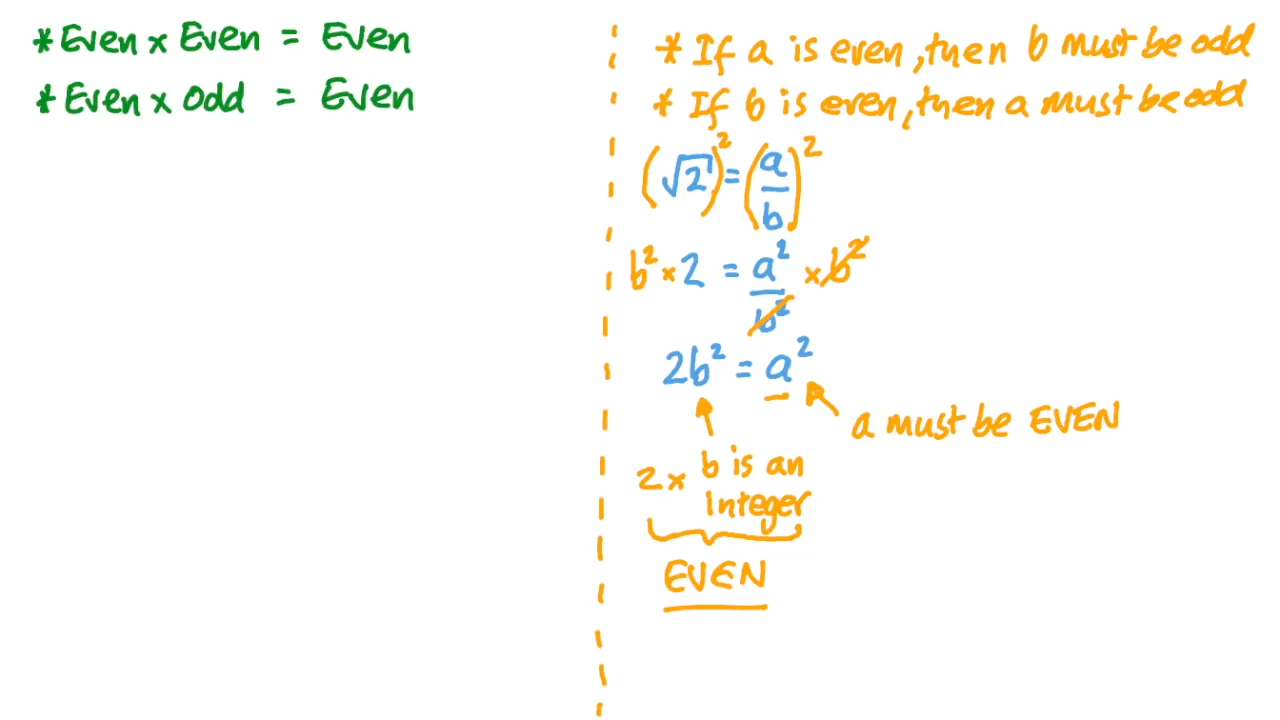 *Even x Even = Even
*Even x Odd = Even
* If a is even, then b must be odd
* If b is even, then a must be odd
(√2)² = (a/b)²
b² × 2 = a²/b² × b²
2b² = a²
a must be EVEN
2 x b is an
integer
EVEN